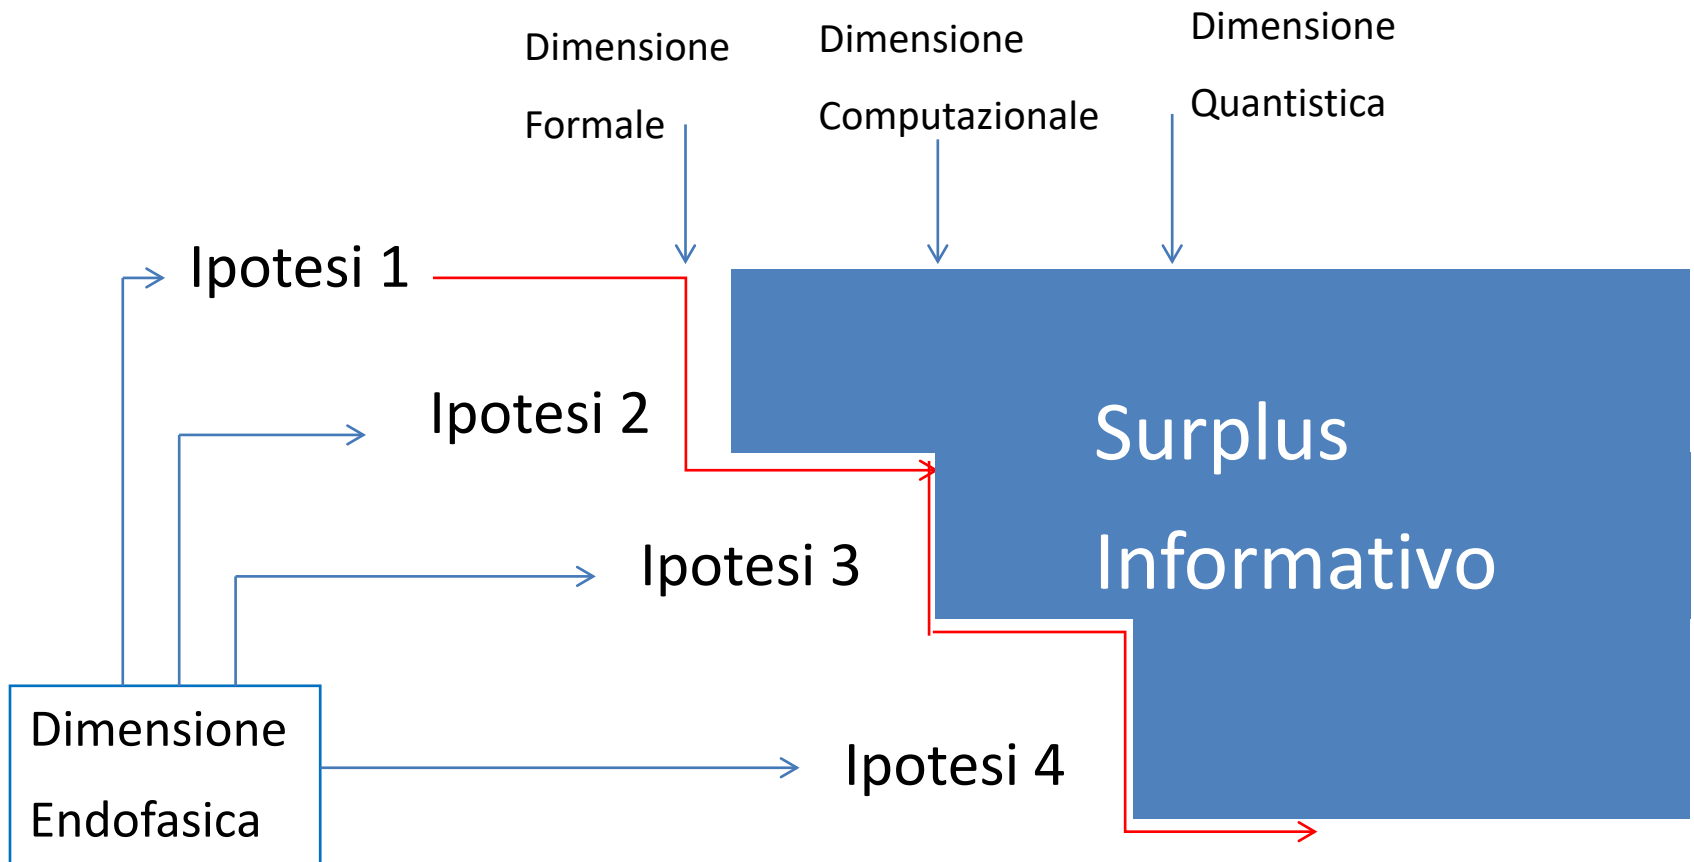 Dimensione
Formale
Dimensione
Computazionale
Dimensione
Quantistica
Ipotesi 1
Ipotesi 2
Surplus
Informativo
Ipotesi 3
Ipotesi 4
Dimensione
Endofasica